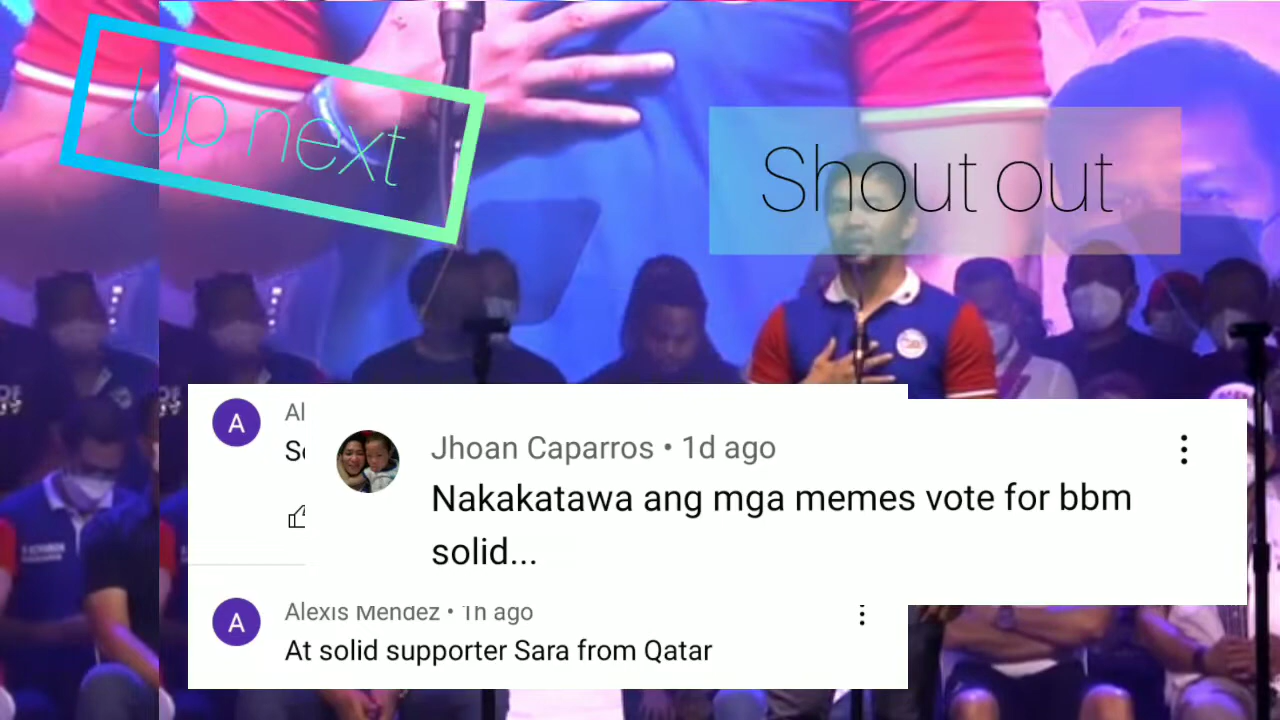 Up next
Shout out
A
Al
Jhoan Caparros • 1d ago
Nakakatawa ang mga memes vote for bbm
solid...
A
Alexis Mendez • 1h ago
At solid supporter Sara from Qatar